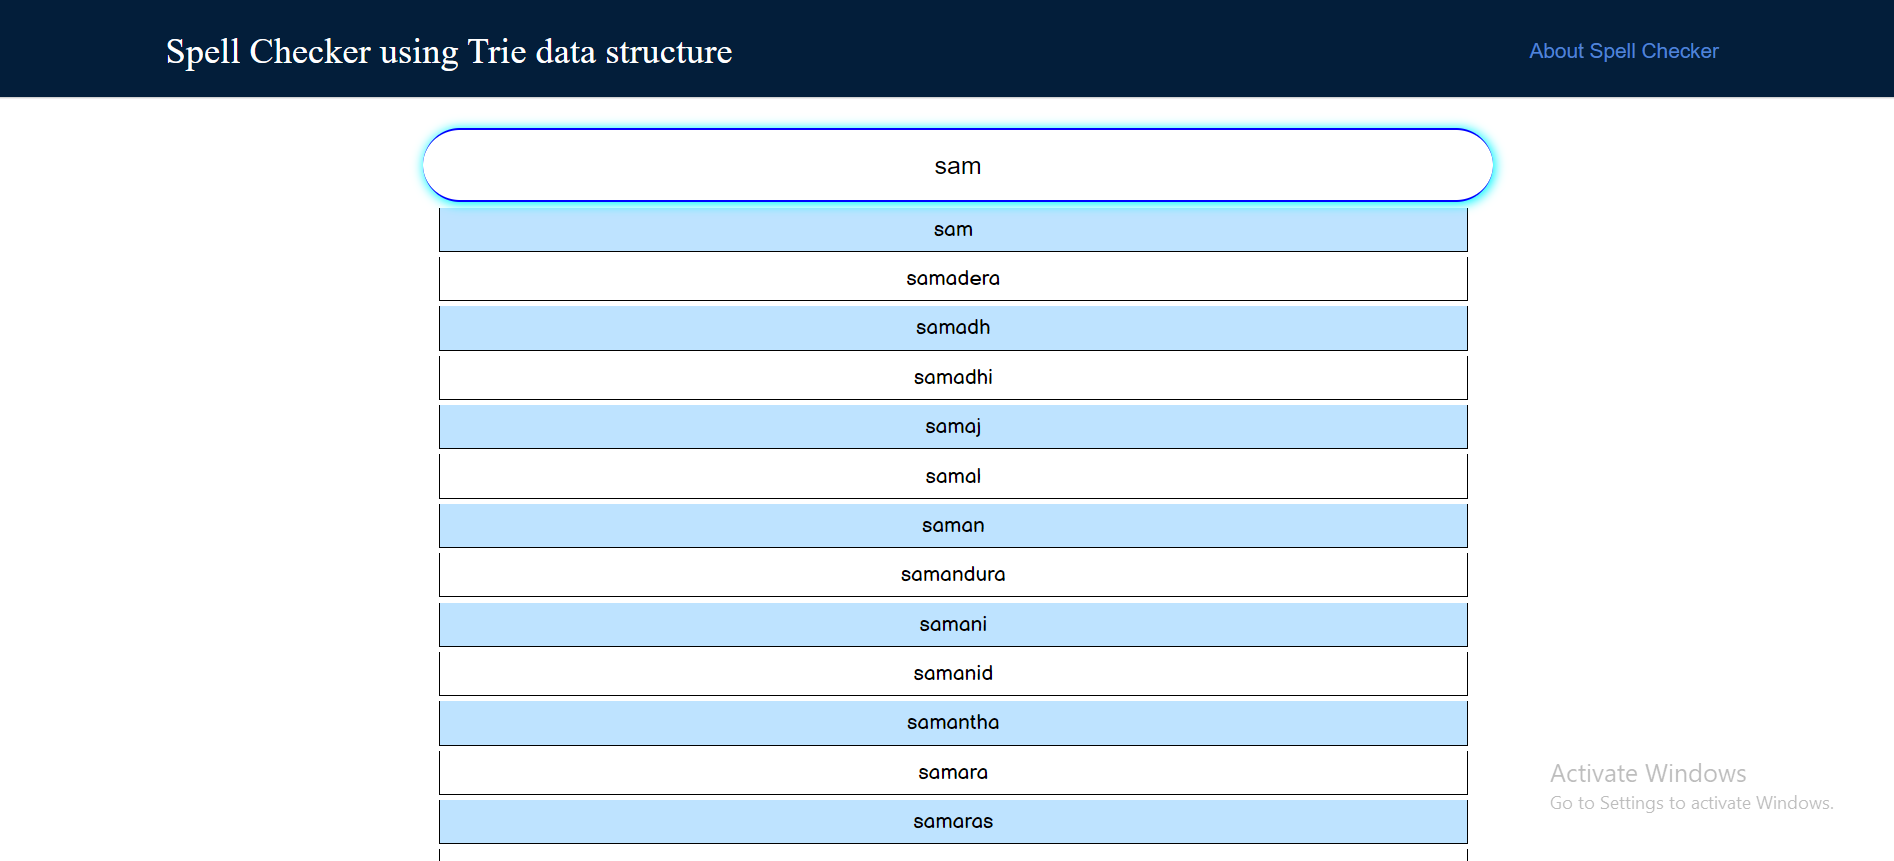 Spell Checker using Trie data structure
About Spell Checker
sam
sam
samadera
samadh
samadhi
samaj
samal
saman
samandura
samani
samanid
samantha
samara
samaras
Activate Windows
Go to Settings to activate Windows.